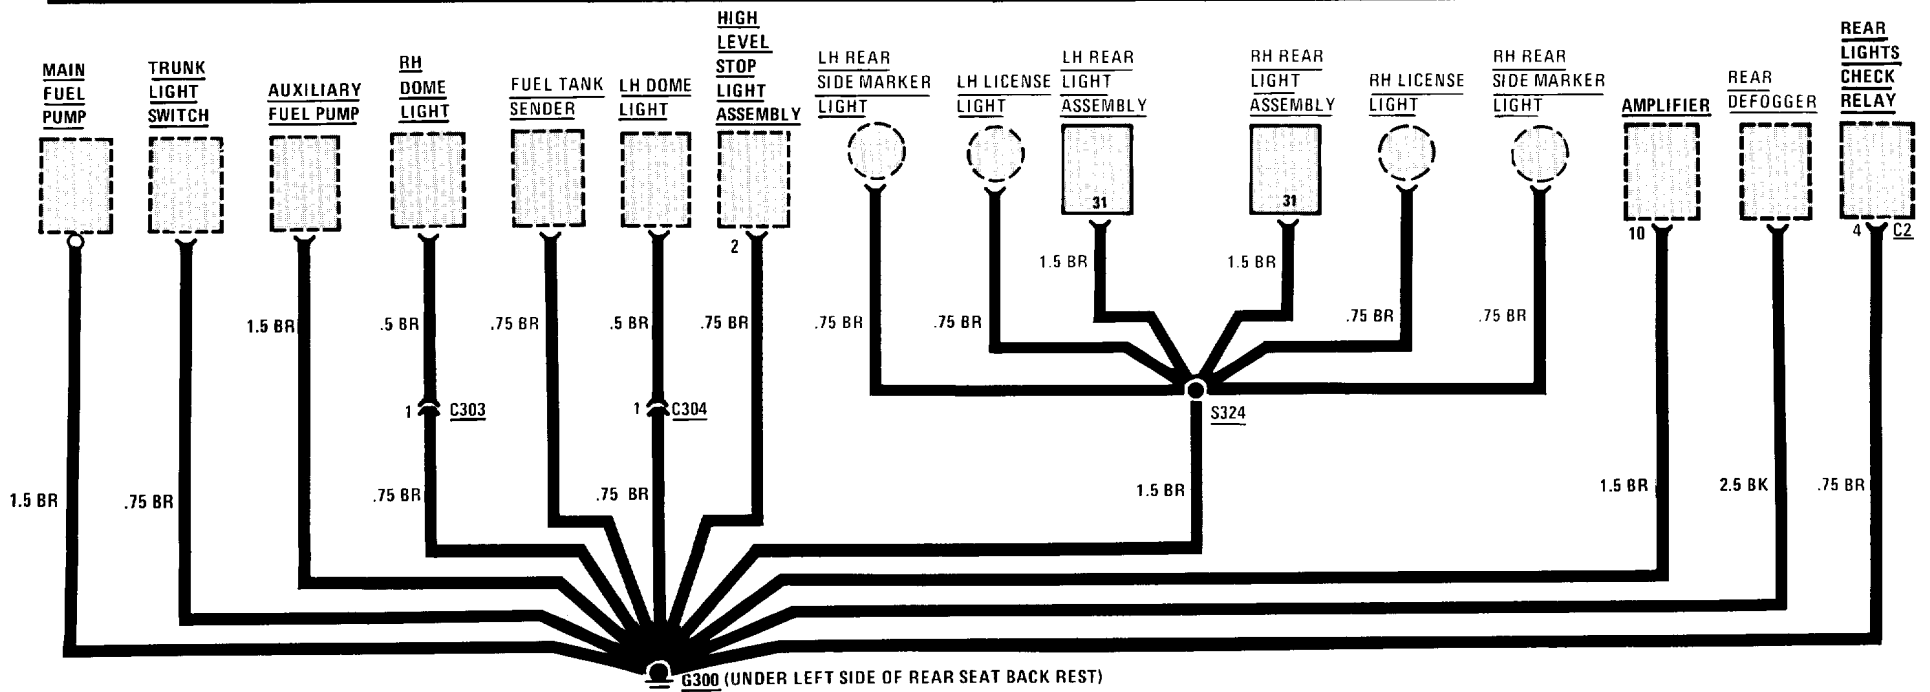 MAIN
FUEL
PUMP
TRUNK
LIGHT
SWITCH
AUXILIARY
FUEL PUMP
RH
DOME
LIGHT
FUEL TANK
SENDER
LH DOME
LIGHT
HIGH
LEVEL
STOP
LIGHT
ASSEMBLY
LH REAR
SIDE MARKER
LIGHT
LH LICENSE
LIGHT
LH REAR
LIGHT
ASSEMBLY
RH REAR
LIGHT
ASSEMBLY
RH LICENSE
LIGHT
RH REAR
SIDE MARKER
LIGHT
AMPLIFIER
REAR
DEFOGGER
REAR
LIGHTS
CHECK
RELAY
31
31
2
10
4 C2
1.5 BR
1.5 BR
1.5 BR
.5 BR
.75 BR
.5 BR
.75 BR
.75 BR
.75 BR
.75 BR
.75 BR
1 C303
1 C304
S324
1.5 BR
.75 BR
.75 BR
.75 BR
1.5 BR
1.5 BR
2.5 BK
.75 BR
G300 (UNDER LEFT SIDE OF REAR SEAT BACK REST)